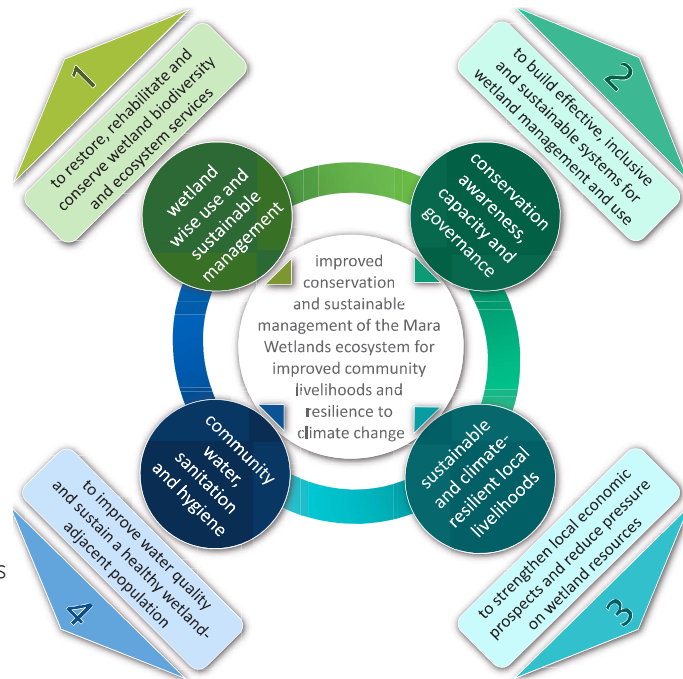 1
to restore, rehabilitate and
conserve wetland biodiversity
and ecosystem services
wetland
wise use and
sustainable
management
2
to build effective, inclusive
and sustainable systems for
wetland management and use
conservation
awareness,
capacity and
governance
improved
conservation
and sustainable
management of the Mara
Wetlands ecosystem for
improved community
livelihoods and
resilience to
climate change
community
water,
sanitation
and hygiene
4
to improve water quality
and sustain a healthy wetland-
adjacent population
sustainable
and climate-
resilient local
livelihoods
3
to strengthen local economic
prospects and reduce pressure
on wetland resources
s